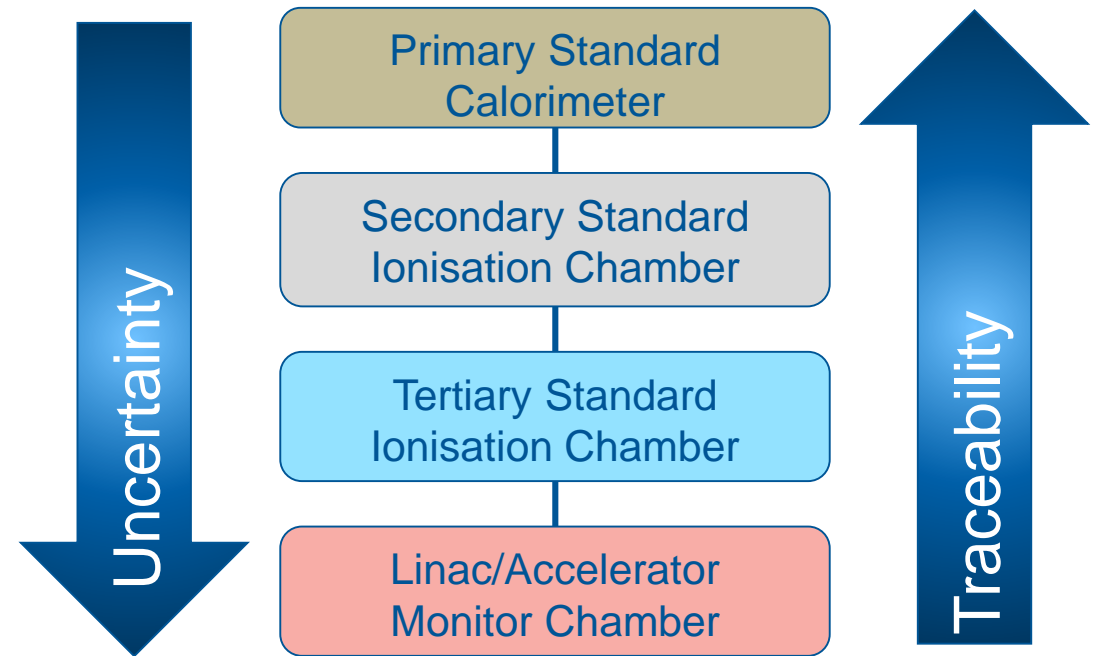 Uncertainty
Primary Standard
Calorimeter
Secondary Standard
Ionisation Chamber
Tertiary Standard
Ionisation Chamber
Linac/Accelerator
Monitor Chamber
Traceability